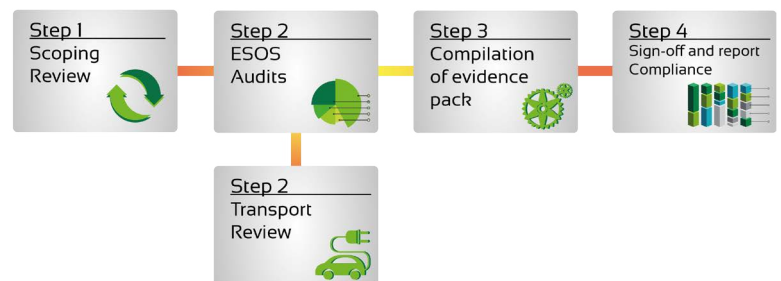 Step 1
Scoping
Review
Step 2
ESOS
Audits
Step 3
Compilation
of evidence
pack
Step 4
Sign-off and report
Compliance
Step 2
Transport
Review